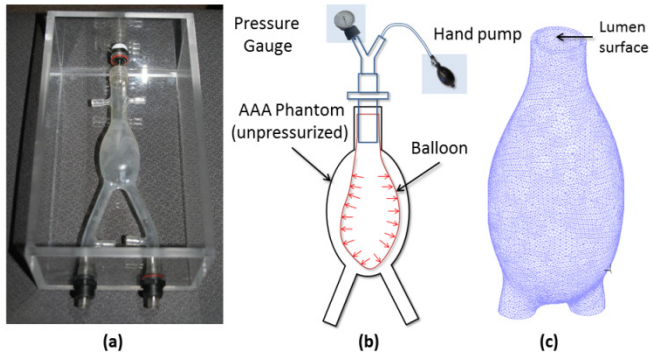 Pressure
Gauge
Hand pump
Lumen
surface
AAA Phantom
(unpressurized)
Balloon
(a)
(b)
(c)